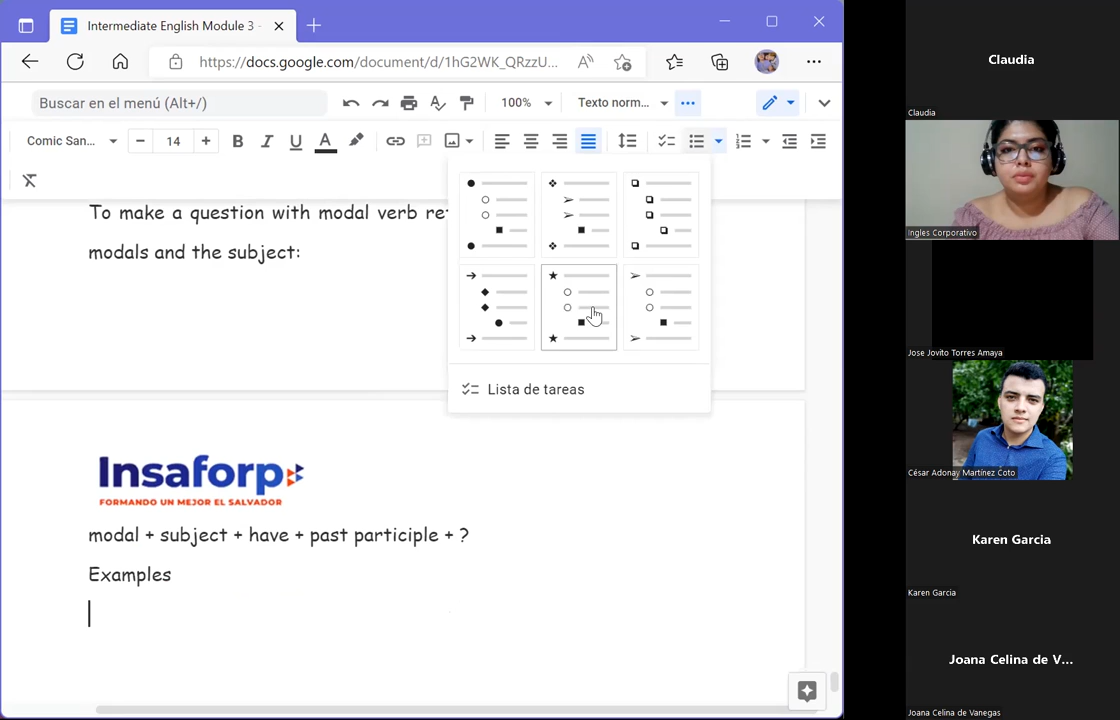 Intermediate English Module 3 -
https://docs.google.com/document/d/1hG2WK_QRzzU...
Buscar en el menú (Alt+/)
100%
Texto norm...
Comic San...
14
B I U A
To make a question with modal verb re
modals and the subject:
Lista de tareas
Insaforp
FORMANDO UN MEJOR EL SALVADOR
modal + subject + have + past participle + ?
Examples
Claudia
Claudia
Ingles Corporativo
Jose Jovito Torres Amaya
César Adonay Martínez Coto
Karen Garcia
Karen Garcia
Joana Celina de V...
Joana Celina de Vanegas